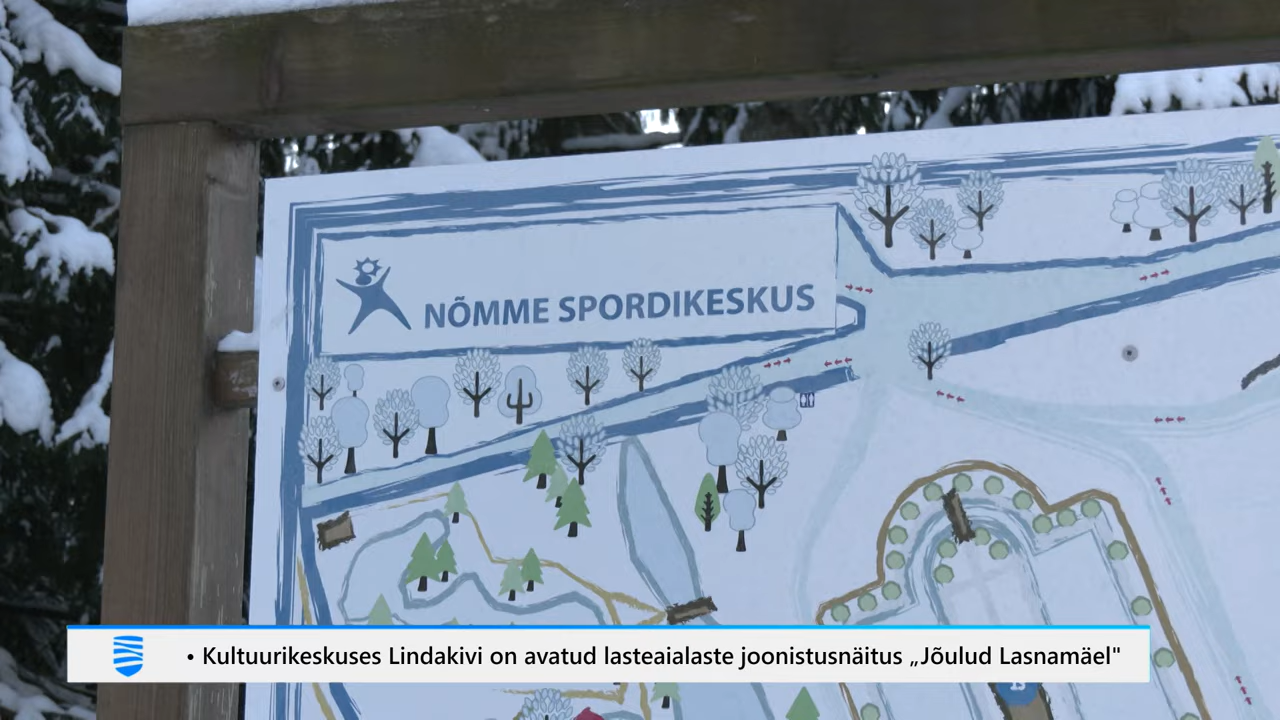 NÕMME SPORDIKESKUS
• Kultuurikeskuses Lindakivi on avatud lasteaialaste joonistusnäitus „Jõulud Lasnamäel"